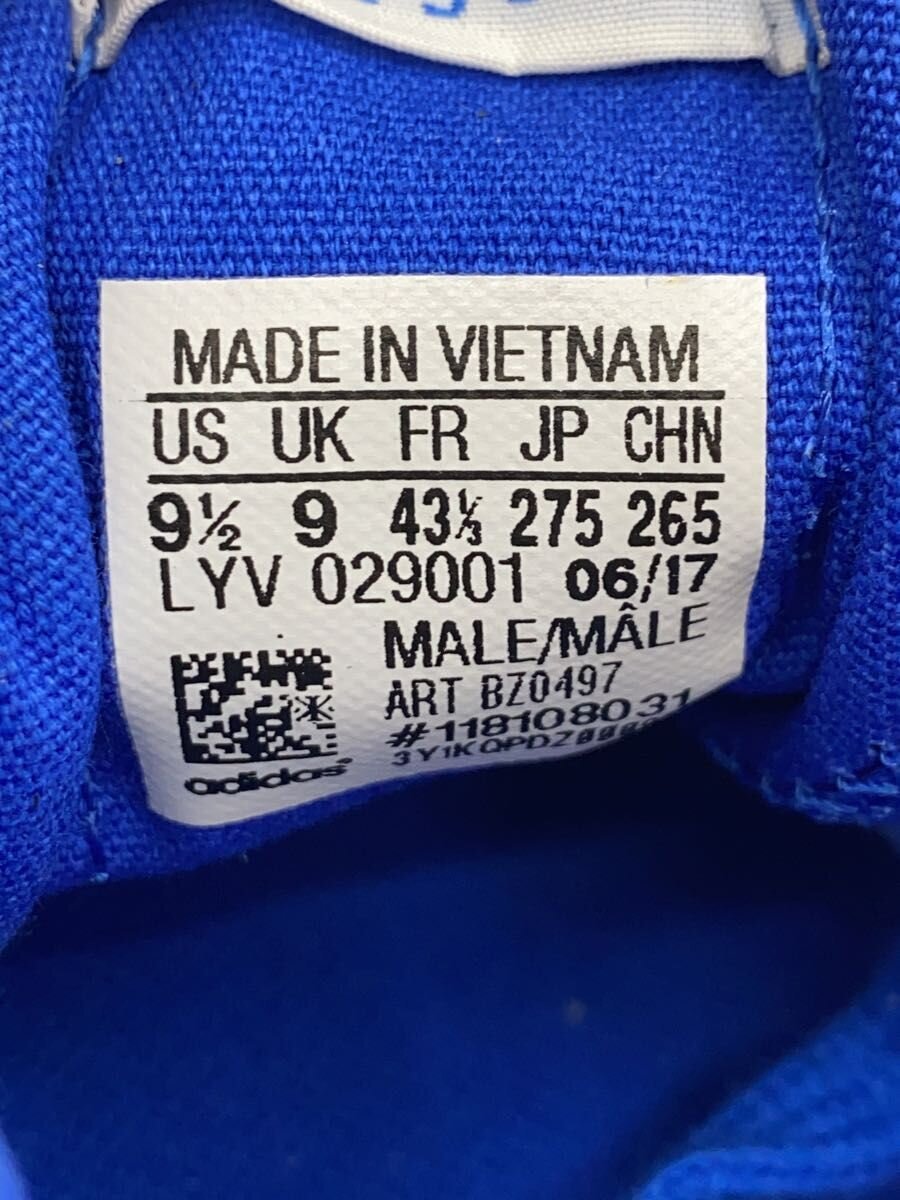 MADE IN VIETNAM
US UK FR JP CHN
9½ 9 43⅓ 275 265
LYV 029001 06/17
MALE/MÂLE
ART BZ0497
#118108031
adidas